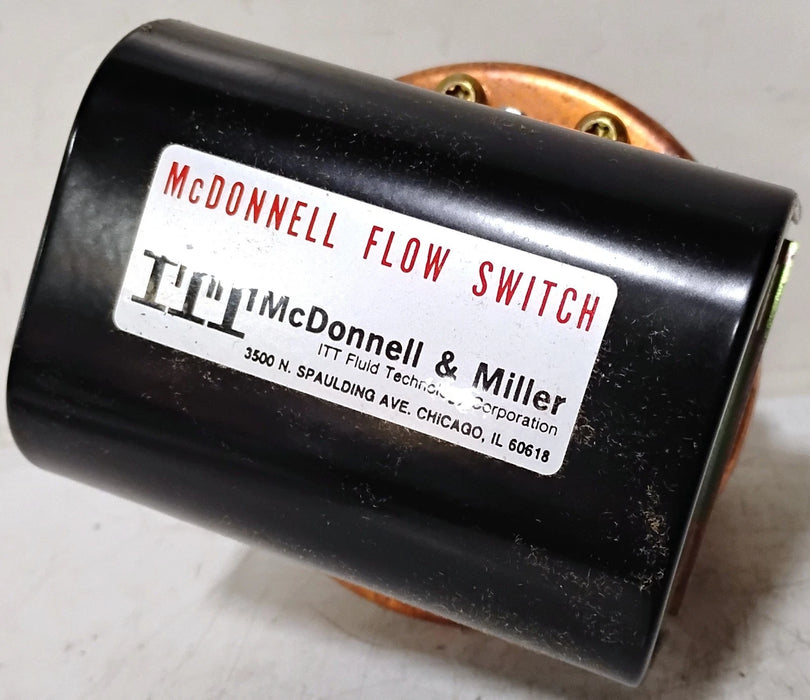 McDONNELL FLOW SWITCH
ITT McDonnell & Miller
ITT Fluid Technology Corporation
3500 N. SPAULDING AVE. CHICAGO, IL 60618